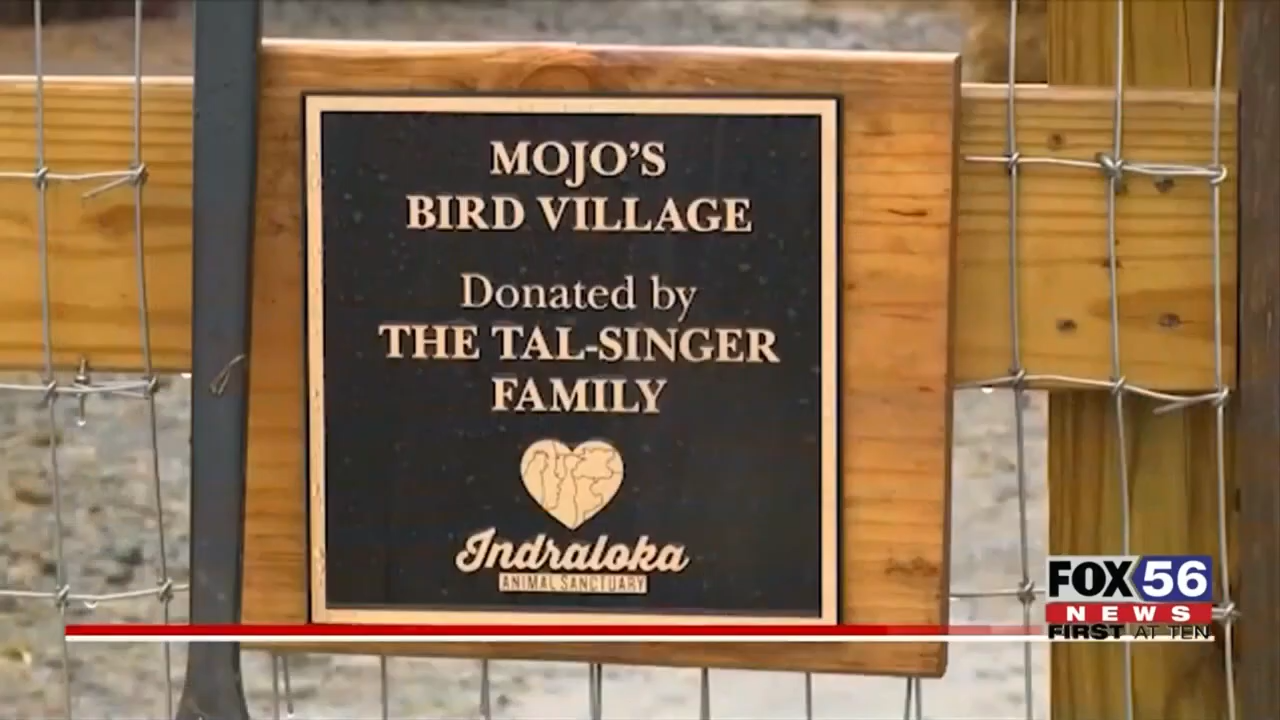 MOJO'S
BIRD VILLAGE
Donated by
THE TAL-SINGER
FAMILY
Indraloka
ANIMAL SANCTUARY
FOX 56
NEWS
FIRST AT TEN